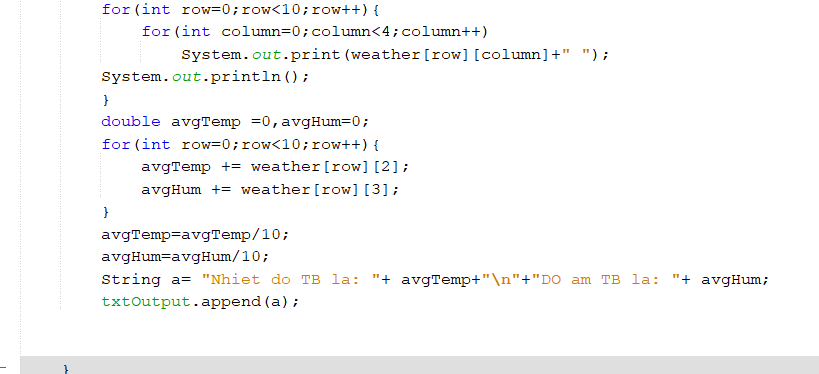 for(int row=0;row<10;row++){
for(int column=0;column<4;column++)
System.out.print(weather[row][column]+" ");
System.out.println();
}
double avgTemp =0,avgHum=0;
for(int row=0;row<10;row++){
avgTemp += weather[row][2];
avgHum += weather[row][3];
}
avgTemp=avgTemp/10;
avgHum=avgHum/10;
String a= "Nhiet do TB la: "+ avgTemp+"\n"+"DO am TB la: "+ avgHum;
txtOutput.append(a);
}